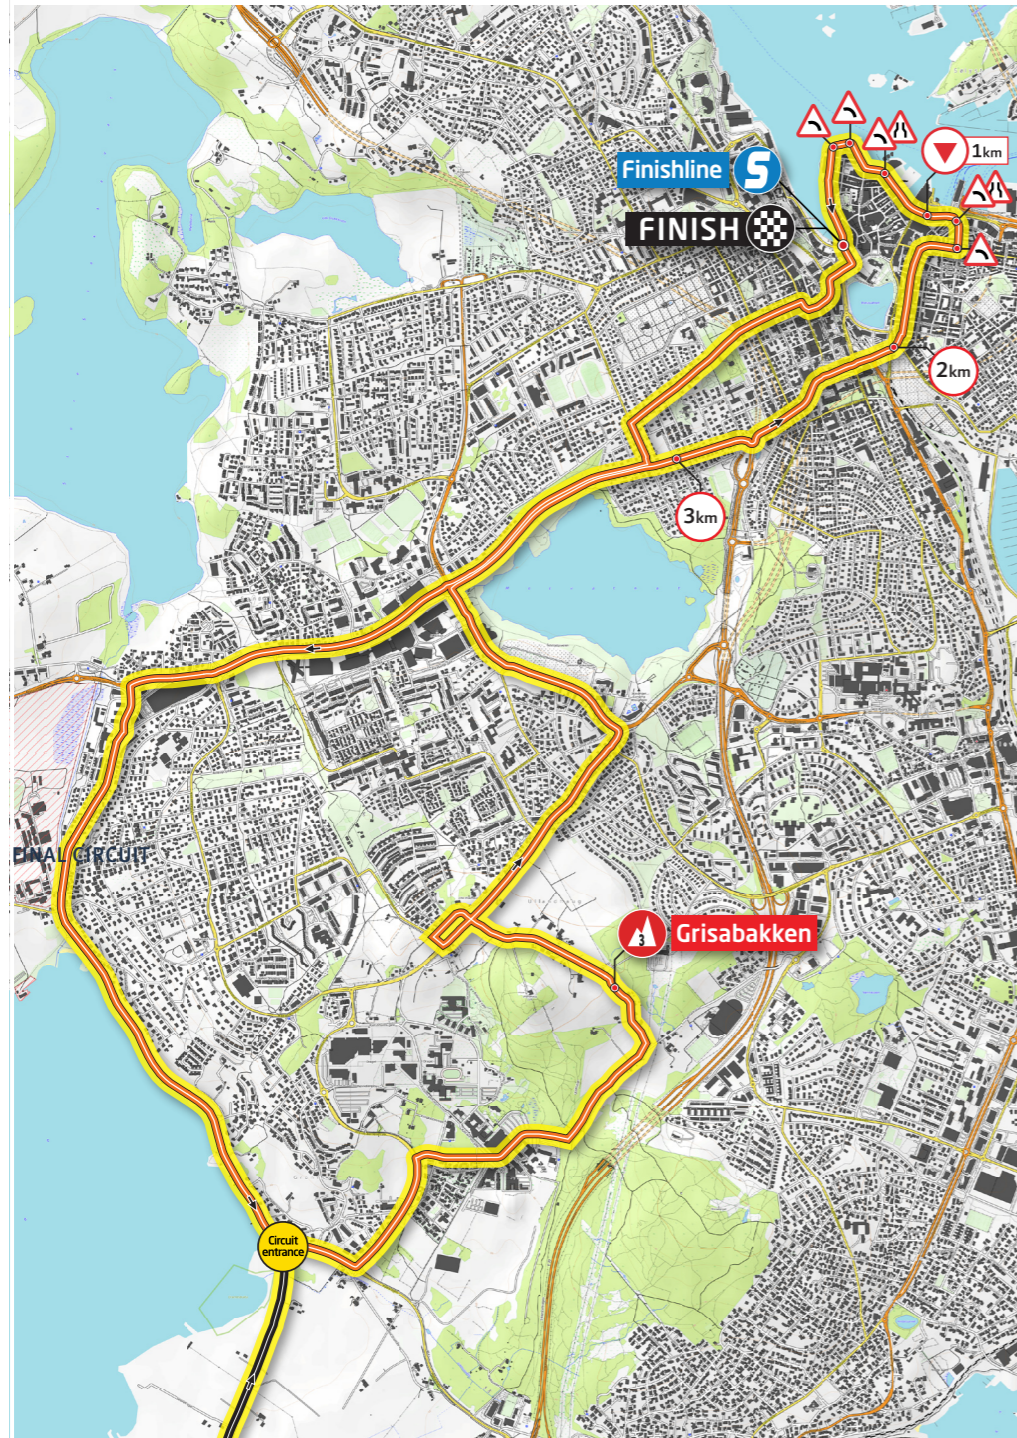 1km
Finishline S
FINISH
2km
3km
FINAL CIRCUIT
3 Grisabakken
Circuit
entrance